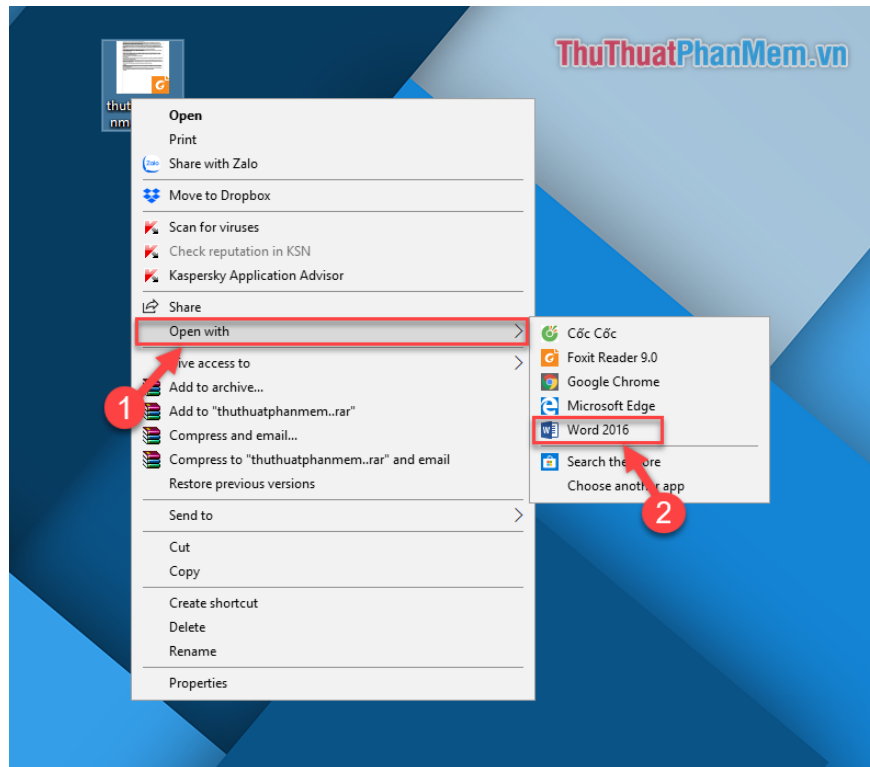 ThuThuatPhanMem.vn
thut
nm
Open
Print
Zalo
Share with Zalo
Move to Dropbox
Scan for viruses
Check reputation in KSN
Kaspersky Application Advisor
Share
Open with
ive access to
1
Add to archive...
Add to "thuthuatphanmem..rar"
Compress and email...
Compress to "thuthuatphanmem..rar" and email
Restore previous versions
Send to
Cut
Copy
Create shortcut
Delete
Rename
Properties
Cốc Cốc
Foxit Reader 9.0
Google Chrome
Microsoft Edge
Word 2016
Search the ore
Choose another app
2